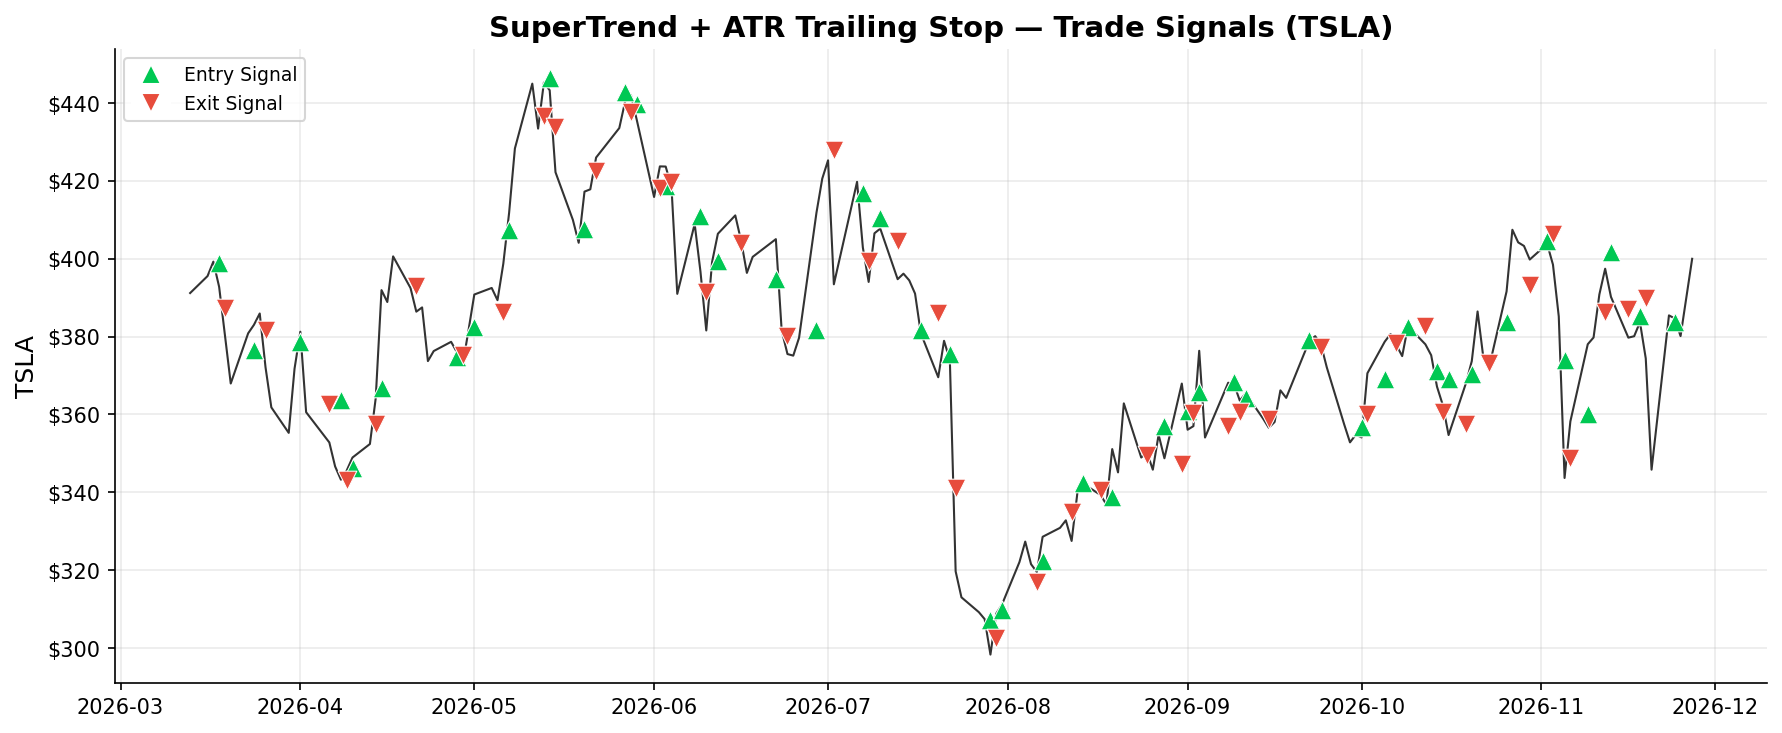 SuperTrend + ATR Trailing Stop — Trade Signals (TSLA)
Entry Signal
Exit Signal
TSLA
$440
$420
$400
$380
$360
$340
$320
$300
2026-03 2026-04 2026-05 2026-06 2026-07 2026-08 2026-09 2026-10 2026-11 2026-12